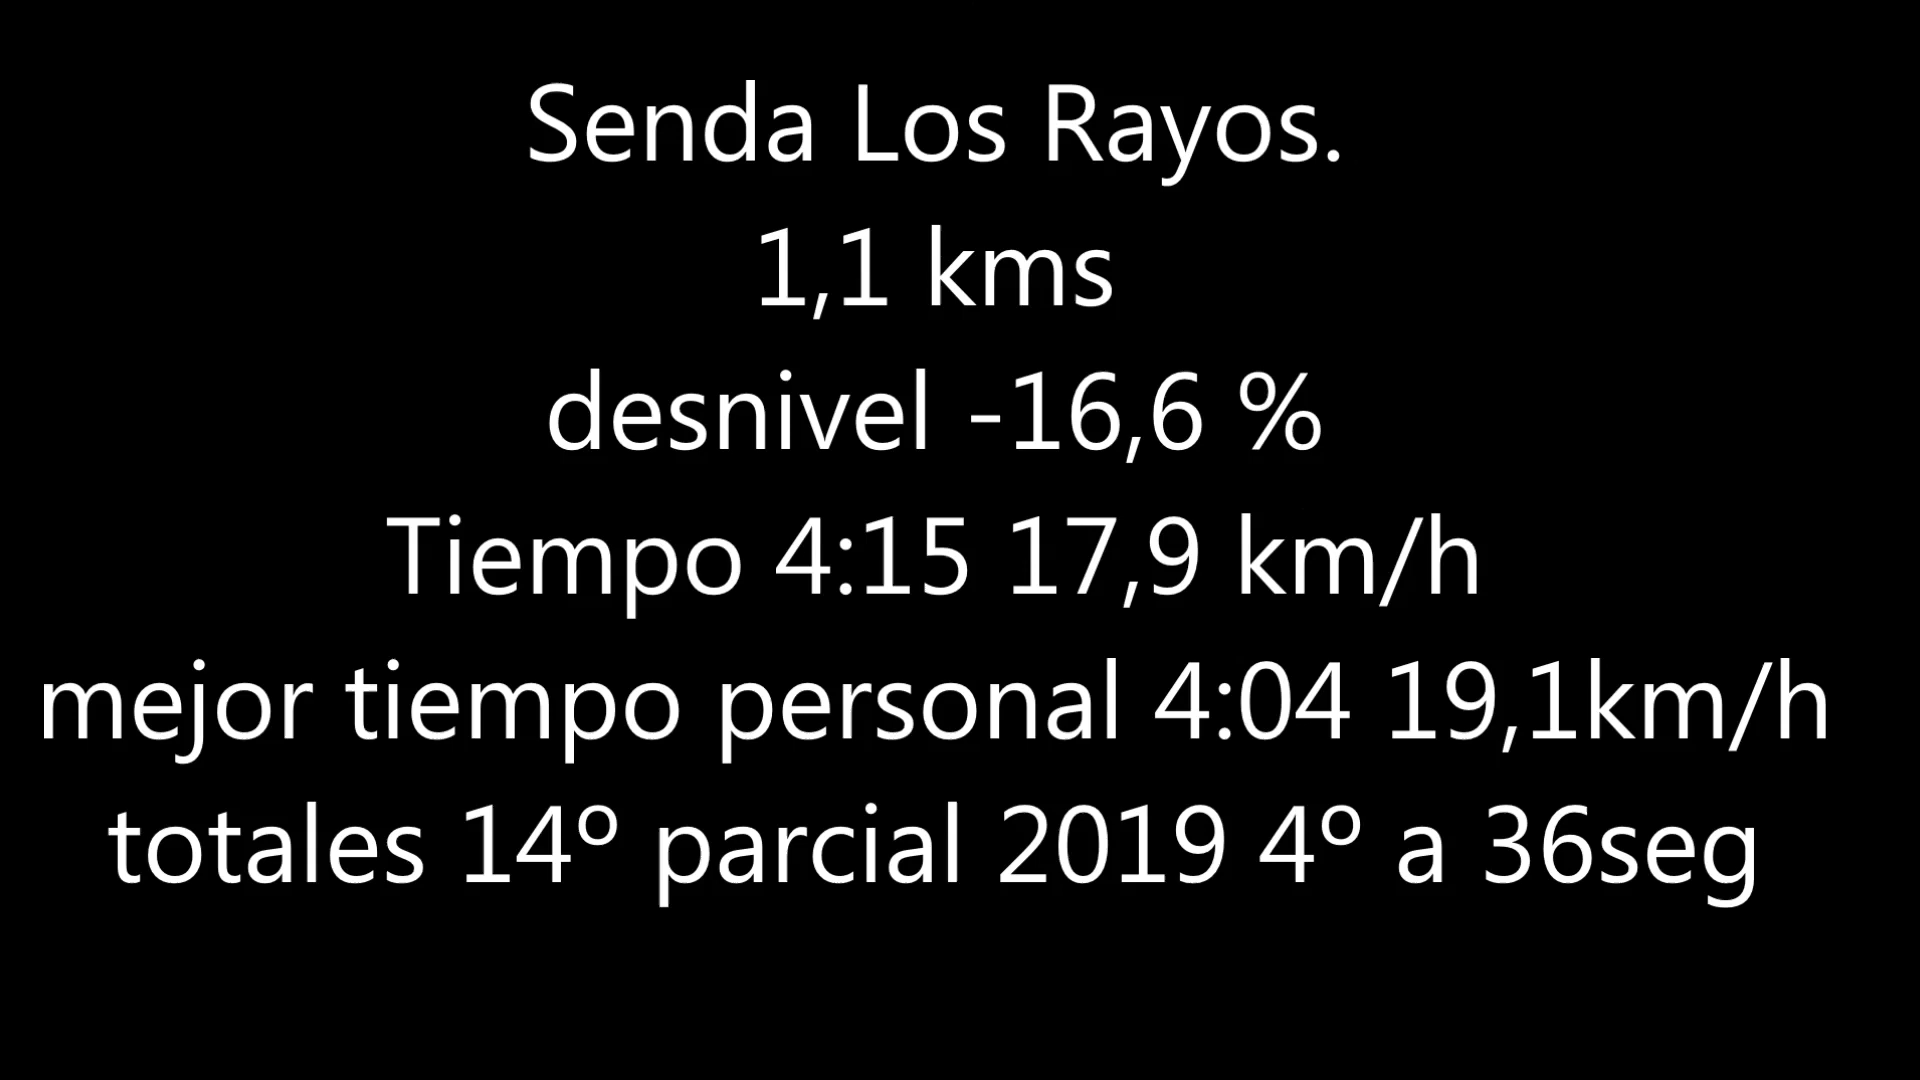 Senda Los Rayos.
1,1 kms
desnivel -16,6 %
Tiempo 4:15 17,9 km/h
mejor tiempo personal 4:04 19,1km/h
totales 14º parcial 2019 4º a 36seg